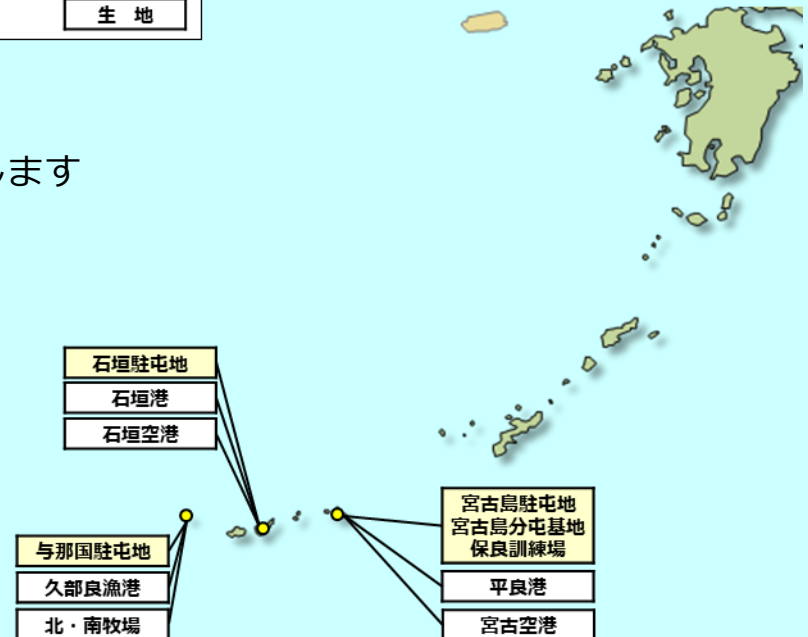 生 地
します
石垣駐屯地
石垣港
石垣空港
宮古島駐屯地
宮古島分屯基地
保良訓練場
平良港
宮古空港
与那国駐屯地
久部良漁港
北・南牧場